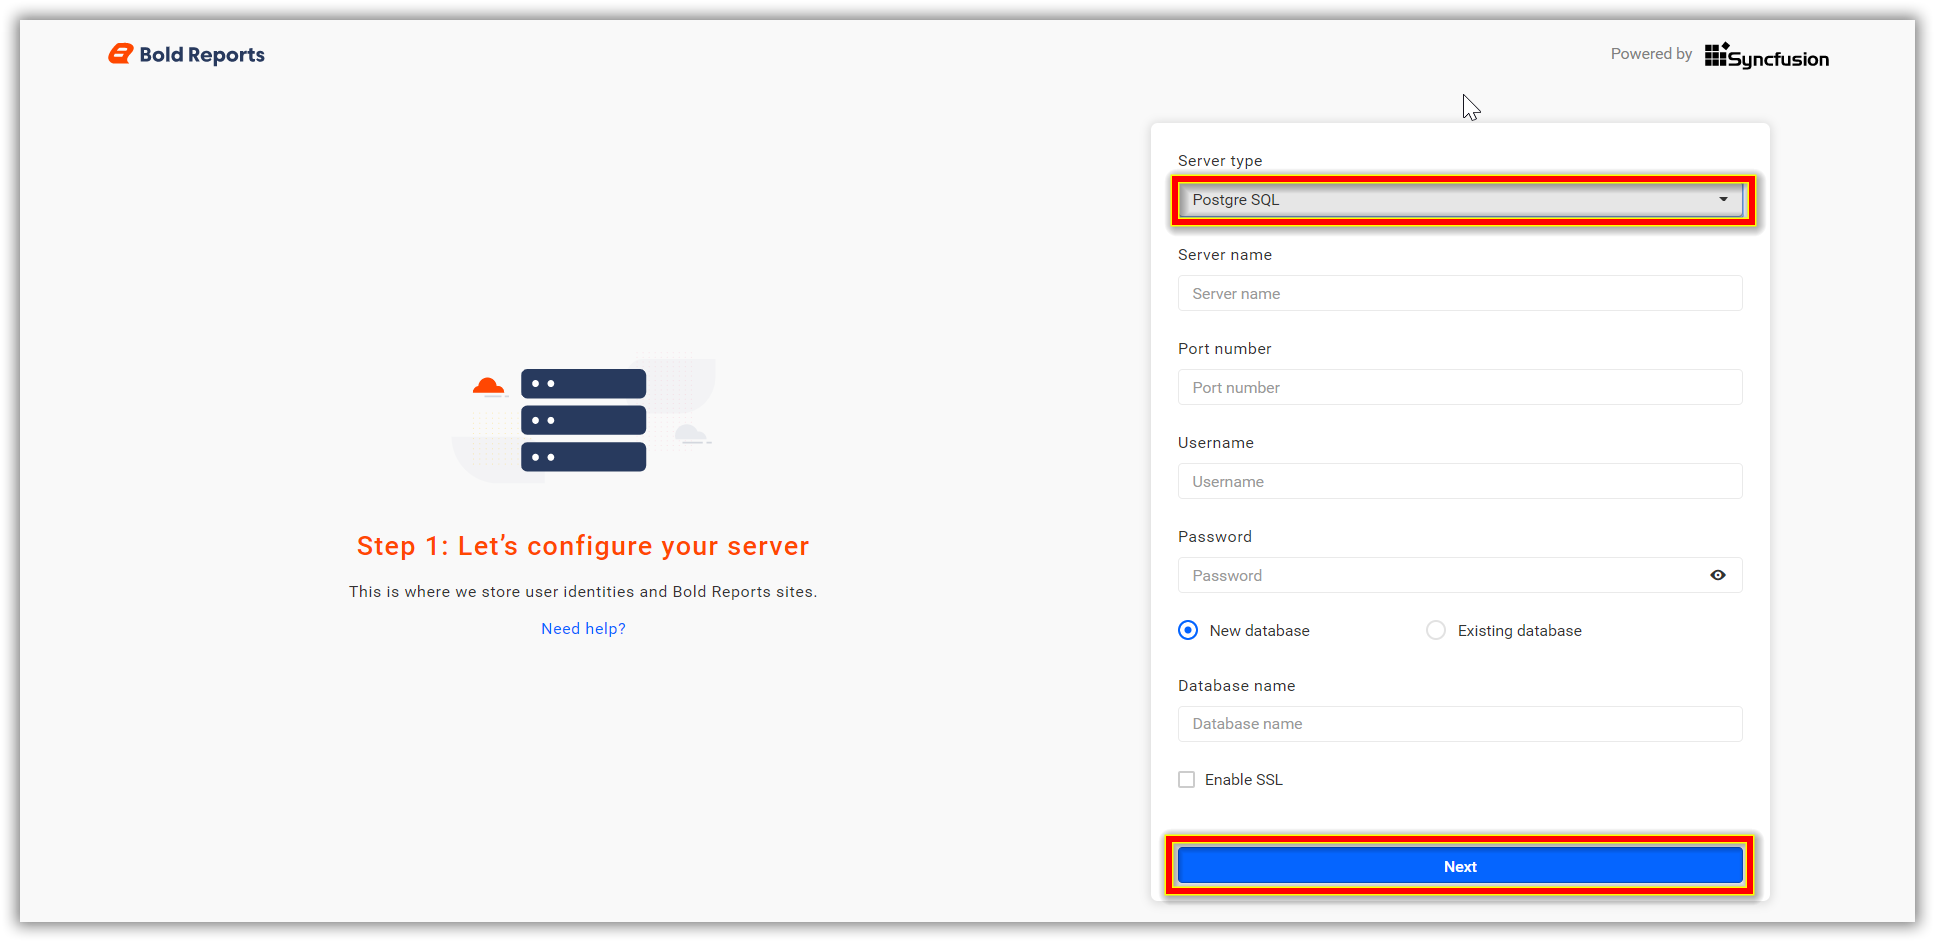 Bold Reports
Powered by Syncfusion
Step 1: Let’s configure your server
This is where we store user identities and Bold Reports sites.
Need help?
Server type
Postgre SQL
Server name
Server name
Port number
Port number
Username
Username
Password
Password
New database
Existing database
Database name
Database name
Enable SSL
Next